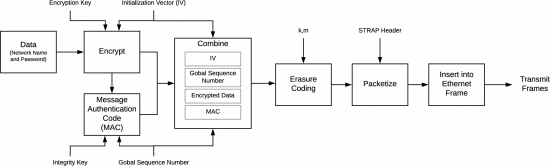 Encryption Key
Initialization Vector (IV)
Data
(Network Name
and Password)
Encrypt
Message
Authentication
Code
(MAC)
Integrity Key
Gobal Sequence Number
Combine
IV
Gobal Sequence
Number
Encrypted Data
MAC
k,m
Erasure
Coding
STRAP Header
Packetize
Insert into
Ethernet
Frame
Transmit
Frames